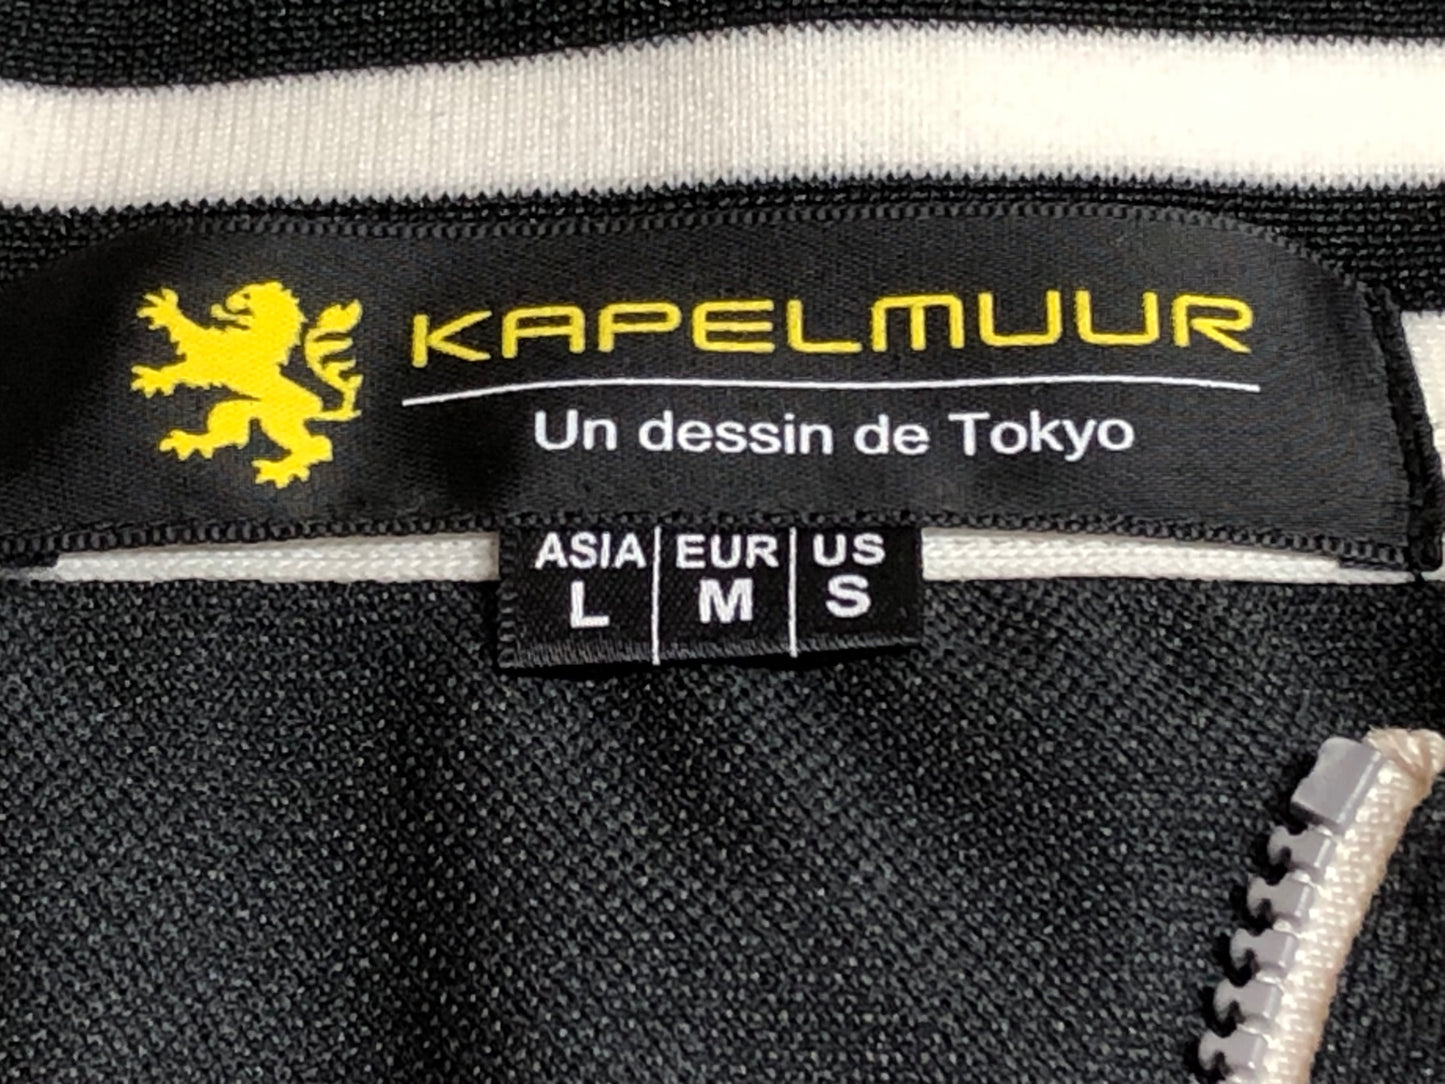 KAPELMUUR
Un dessin de Tokyo
ASIA EUR US
L M S